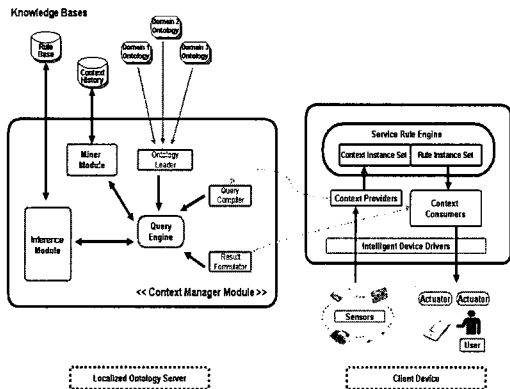 Knowledge Bases
Domain 2
Ontology
Domain 1
Ontology
Domain 3
Ontology
Rule
Base
Context
History
Miner
Module
Ontology
Leader
Query
Compiler
Query
Engine
Inference
Module
Result
Formulator
<< Context Manager Module >>
Localized Ontology Server
Service Rule Engine
Context Instance Set
Rule Instance Set
Context Providers
Context
Consumers
Intelligent Device Drivers
Sensors
Actuator
Actuator
User
Client Device